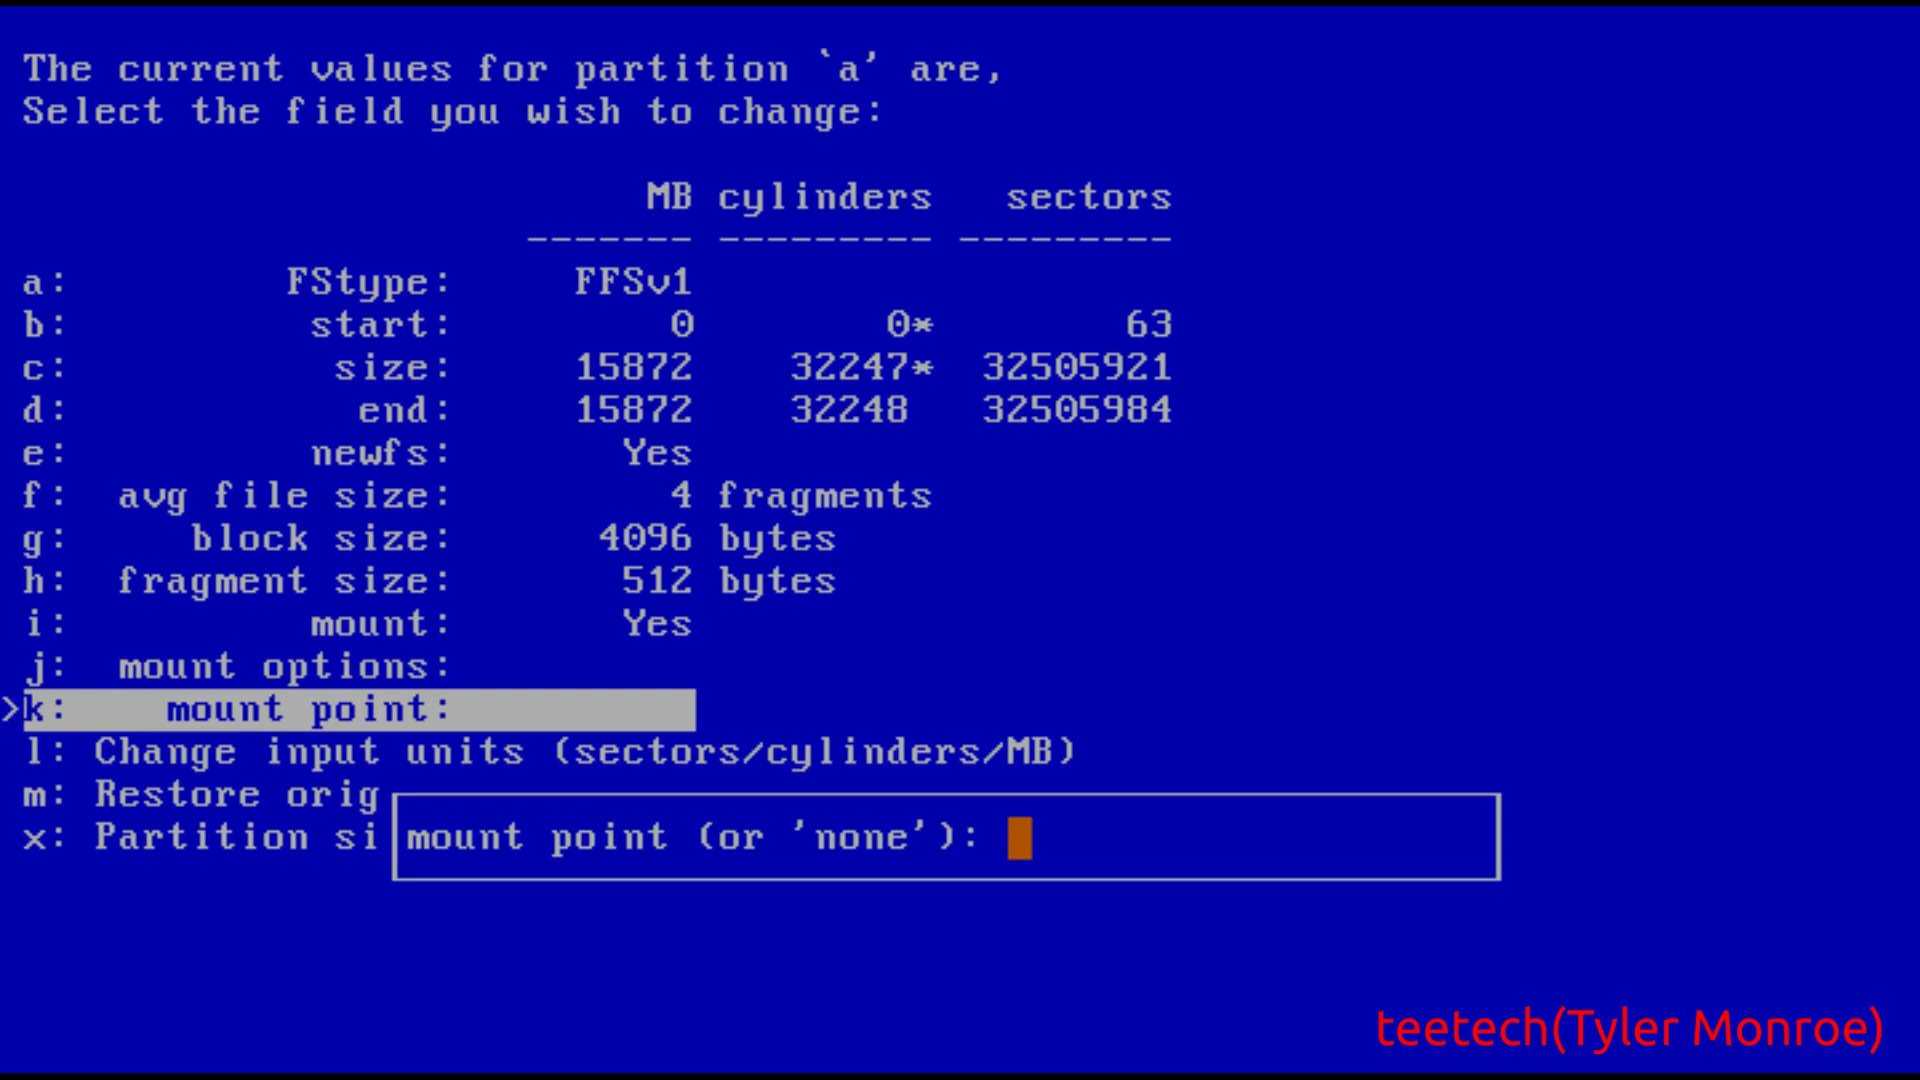 The current values for partition `a' are,
Select the field you wish to change:
MB cylinders sectors
------- --------- ---------
a: FStype: FFSv1
b: start: 0 0* 63
c: size: 15872 32247* 32505921
d: end: 15872 32248 32505984
e: newfs: Yes
f: avg file size: 4 fragments
g: block size: 4096 bytes
h: fragment size: 512 bytes
i: mount: Yes
j: mount options:
>k: mount point:
l: Change input units (sectors/cylinders/MB)
m: Restore orig
x: Partition si
mount point (or 'none'):
teetech(Tyler Monroe)